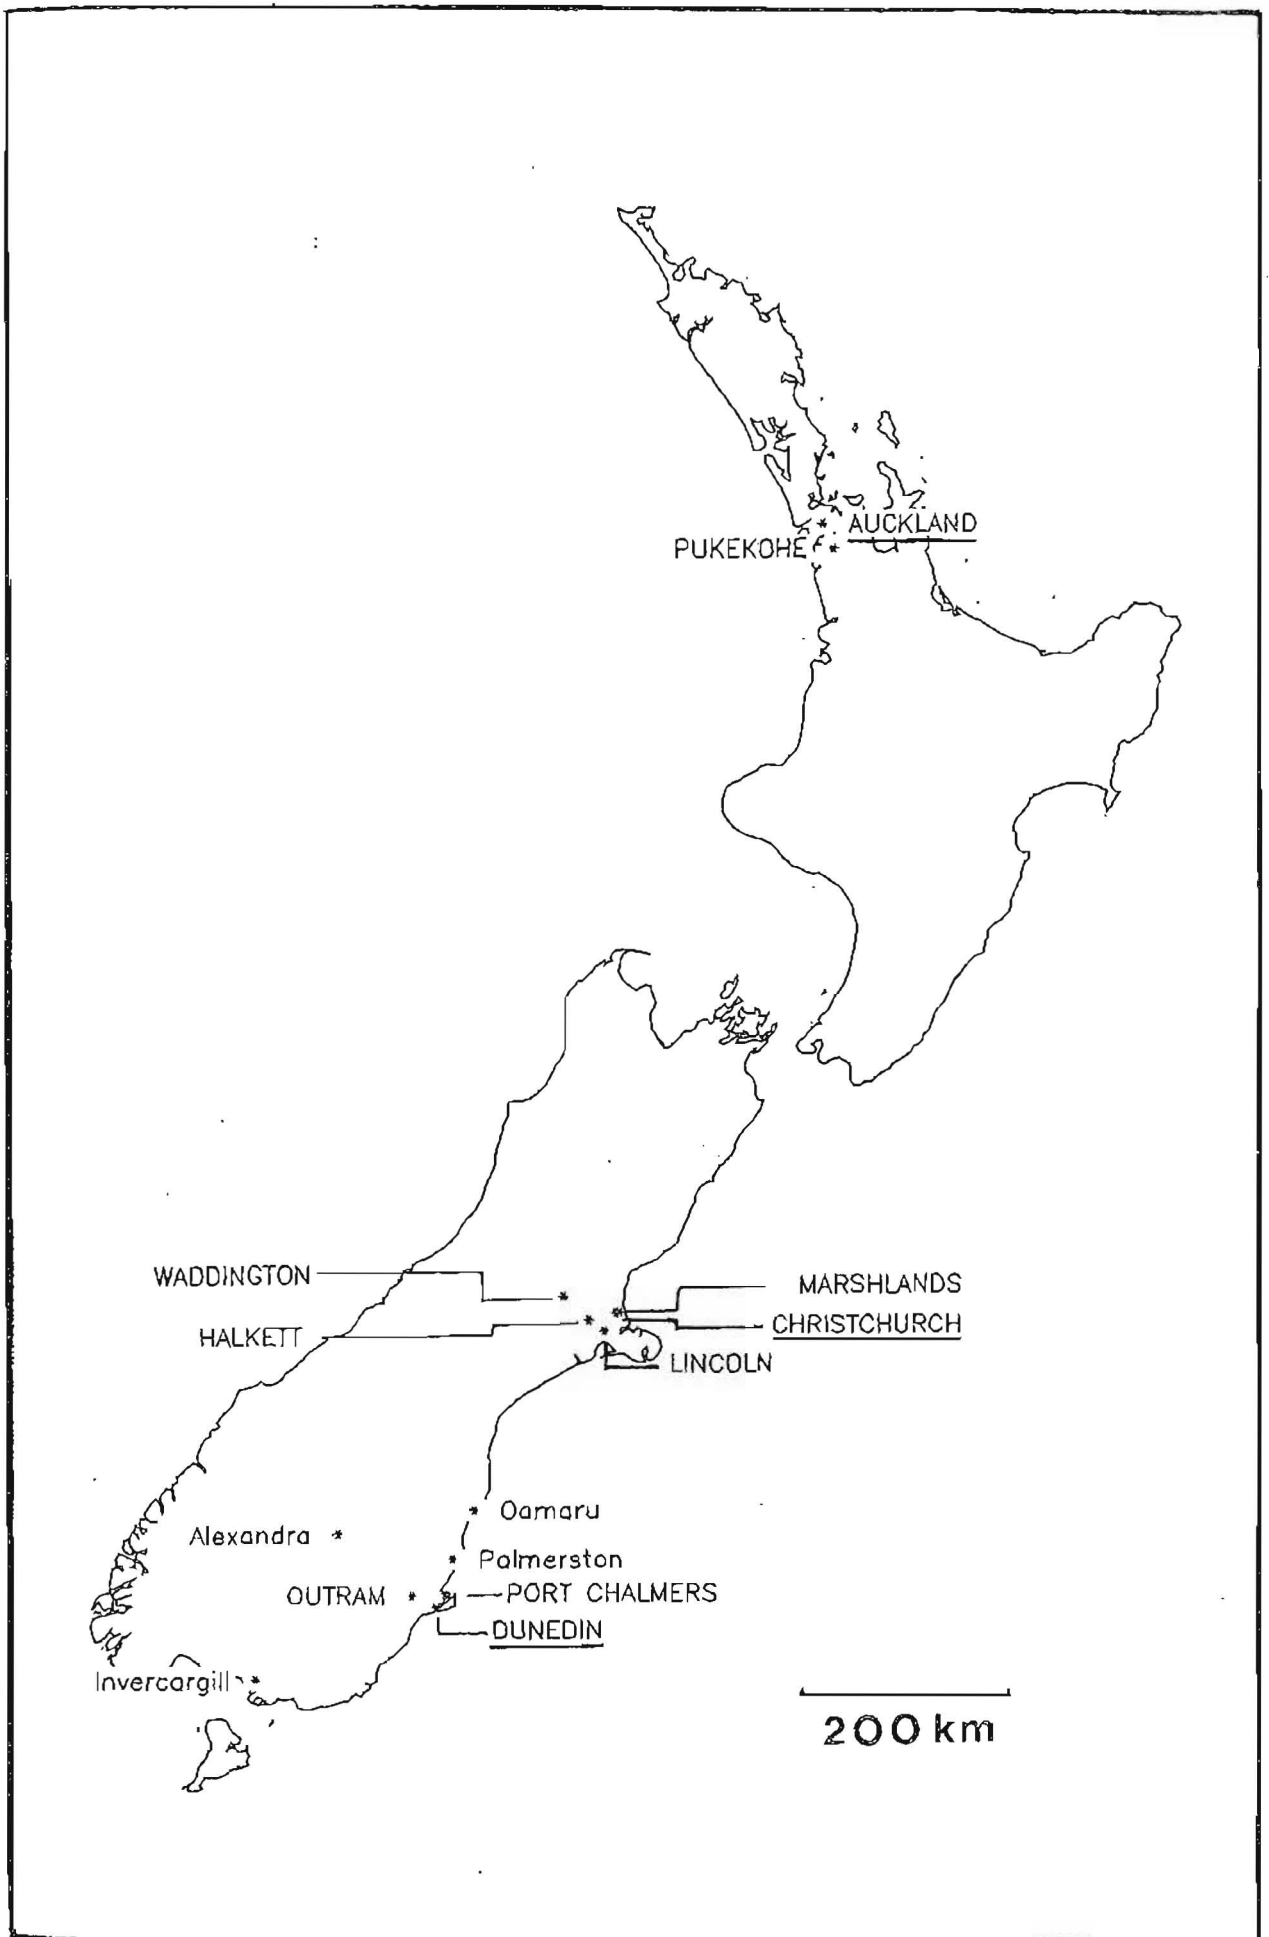 AUCKLAND
PUKEKOHE
WADDINGTON
MARSHLANDS
HALKETT
CHRISTCHURCH
LINCOLN
Oamaru
Alexandra
Palmerston
OUTRAM
PORT CHALMERS
DUNEDIN
Invercargill
200 km